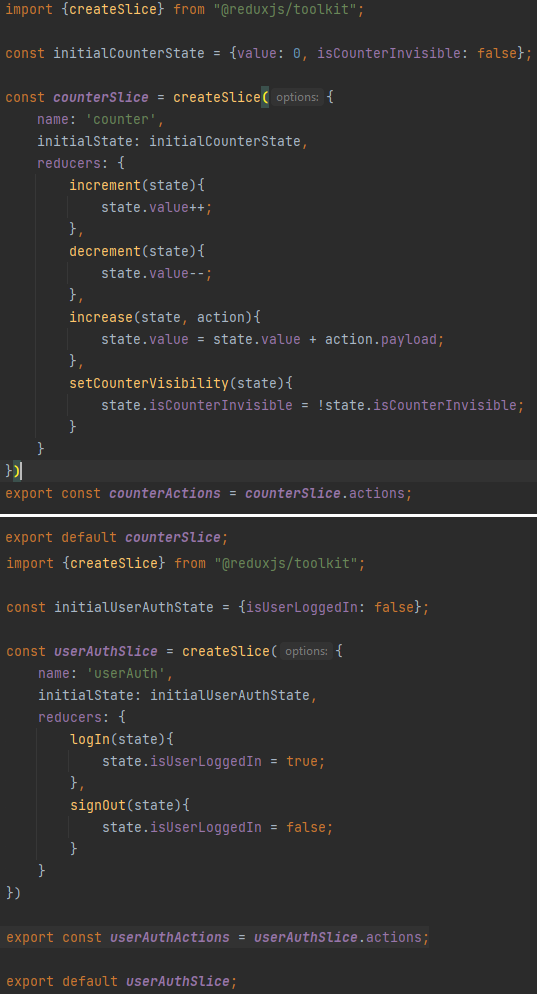 import {createSlice} from "@reduxjs/toolkit";
const initialCounterState = {value: 0, isCounterInvisible: false};
const counterSlice = createSlice( options: {
name: 'counter',
initialState: initialCounterState,
reducers: {
increment(state){
state.value++;
},
decrement(state){
state.value--;
},
increase(state, action){
state.value = state.value + action.payload;
},
setCounterVisibility(state){
state.isCounterInvisible = !state.isCounterInvisible;
}
}
})
export const counterActions = counterSlice.actions;
export default counterSlice;
import {createSlice} from "@reduxjs/toolkit";
const initialUserAuthState = {isUserLoggedIn: false};
const userAuthSlice = createSlice( options: {
name: 'userAuth',
initialState: initialUserAuthState,
reducers: {
logIn(state){
state.isUserLoggedIn = true;
},
signOut(state){
state.isUserLoggedIn = false;
}
}
})
export const userAuthActions = userAuthSlice.actions;
export default userAuthSlice;